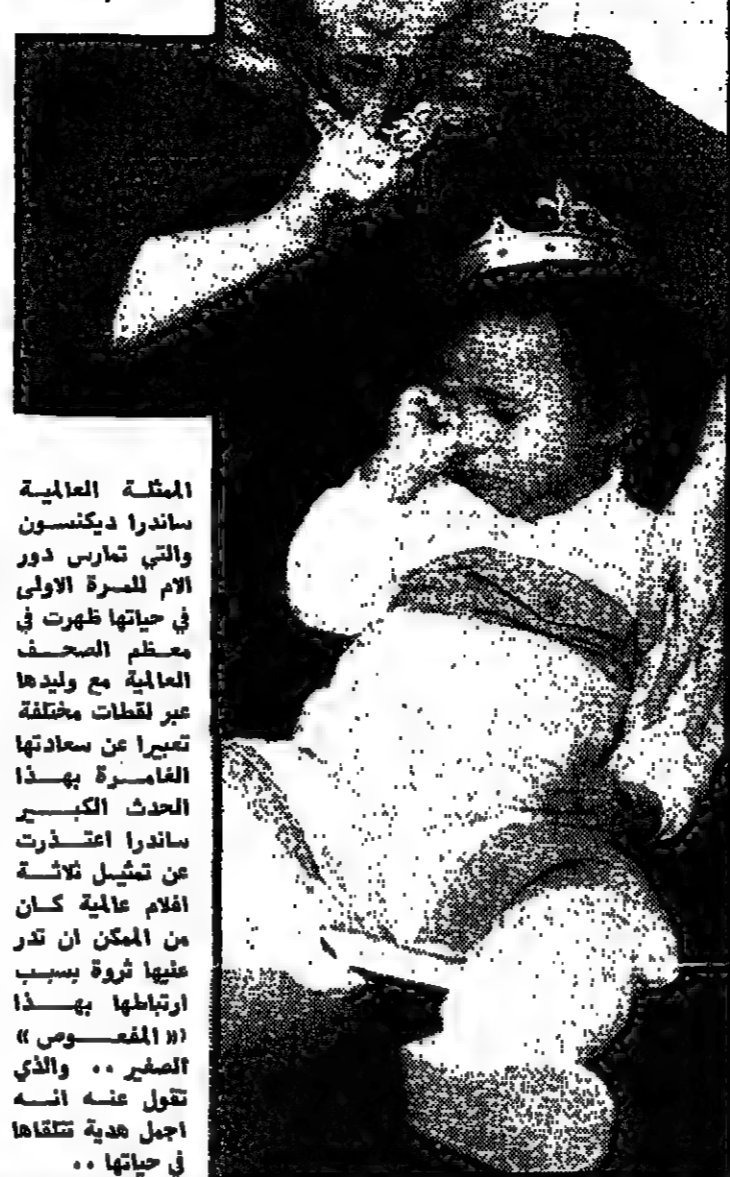 الممثلة العالمية
ساندرا ديكنسون
والتي تمارس دور
الام للمرة الاولى
في حياتها ظهرت في
معظم الصحف
العالمية مع وليدها
عبر لقطات مختلفة
تعبيرا عن سعادتها
الغامرة بهذا
الحدث الكبير
ساندرا اعتذرت
عن تمثيل ثلاثة
افلام عالمية كان
من الممكن ان تدر
عليها ثروة بسبب
ارتباطها بهذا
«المفعوص»
الصغير .. والذي
تقول عنه انه
اجمل هدية تتلقاها
في حياتها ..